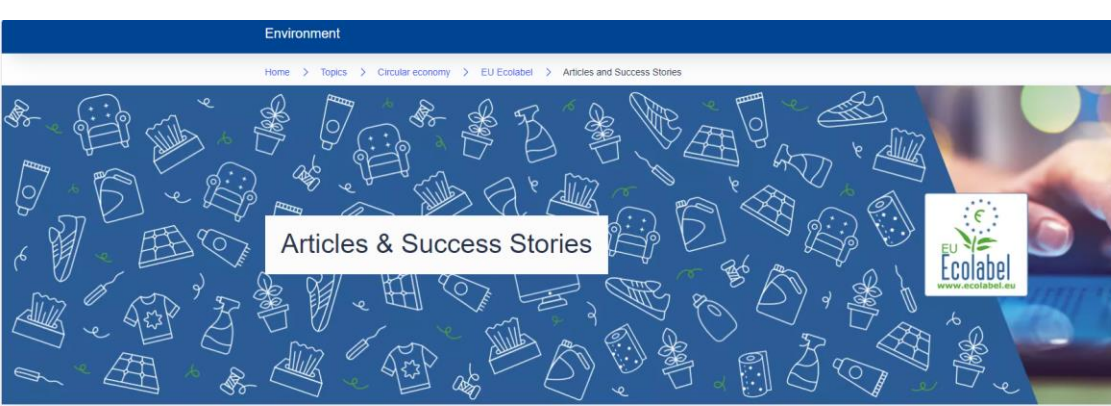 Environment
Home > Topics > Circular economy > EU Ecolabel > Articles and Success Stories
Articles & Success Stories
EU
Ecolabel
www.ecolabel.eu